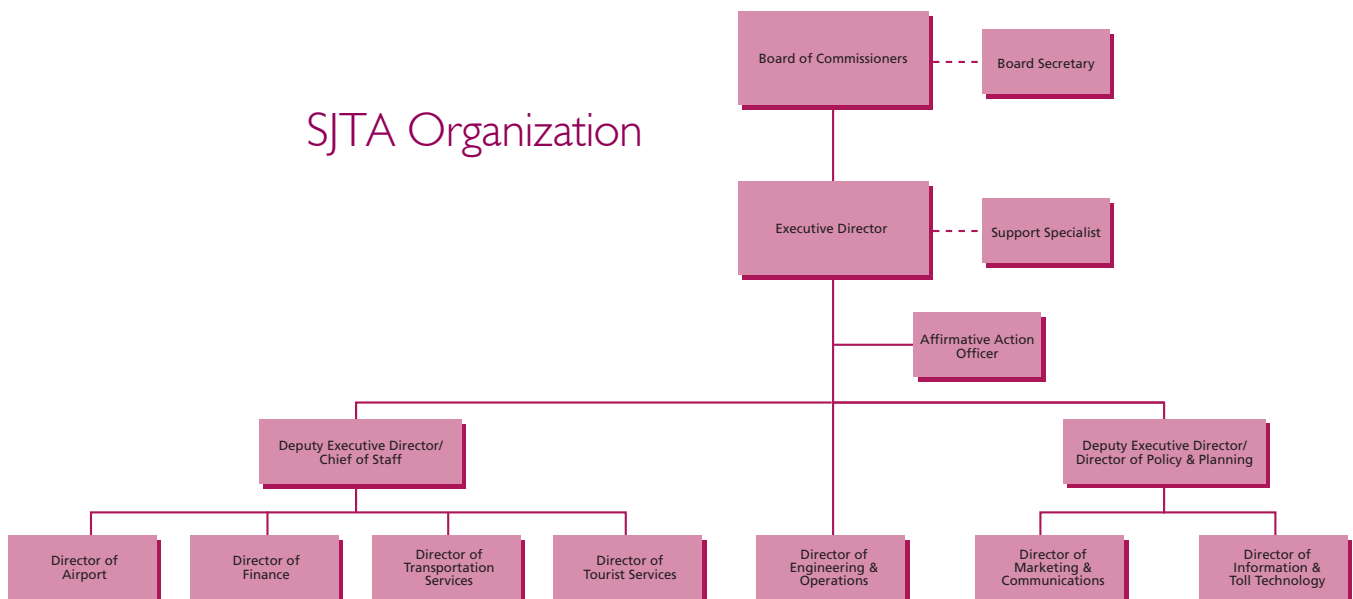 Board of Commissioners
Board Secretary
SJTA Organization
Executive Director
Support Specialist
Affirmative Action
Officer
Deputy Executive Director/
Chief of Staff
Deputy Executive Director/
Director of Policy & Planning
Director of
Airport
Director of
Finance
Director of
Transportation
Services
Director of
Tourist Services
Director of
Engineering &
Operations
Director of
Marketing &
Communications
Director of
Information &
Toll Technology